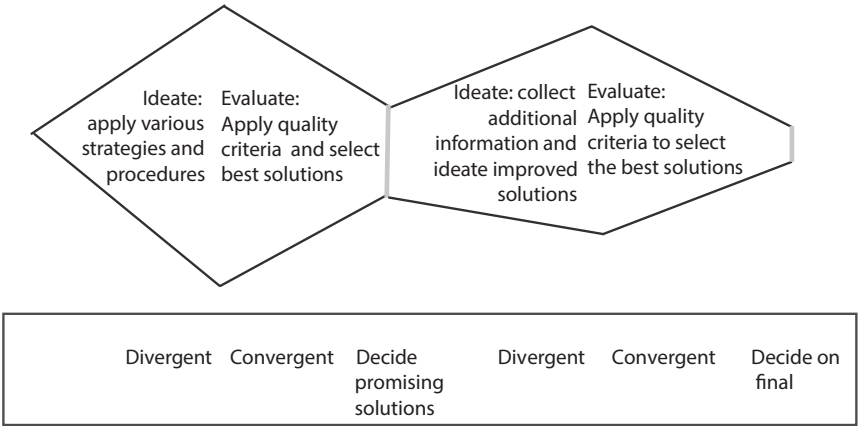 Ideate:
apply various
strategies and
procedures
Evaluate:
Apply quality
criteria and select
best solutions
Ideate: collect
additional
information and
ideate improved
solutions
Evaluate:
Apply quality
criteria to select
the best solutions
Divergent
Convergent
Decide
promising
solutions
Divergent
Convergent
Decide on
final